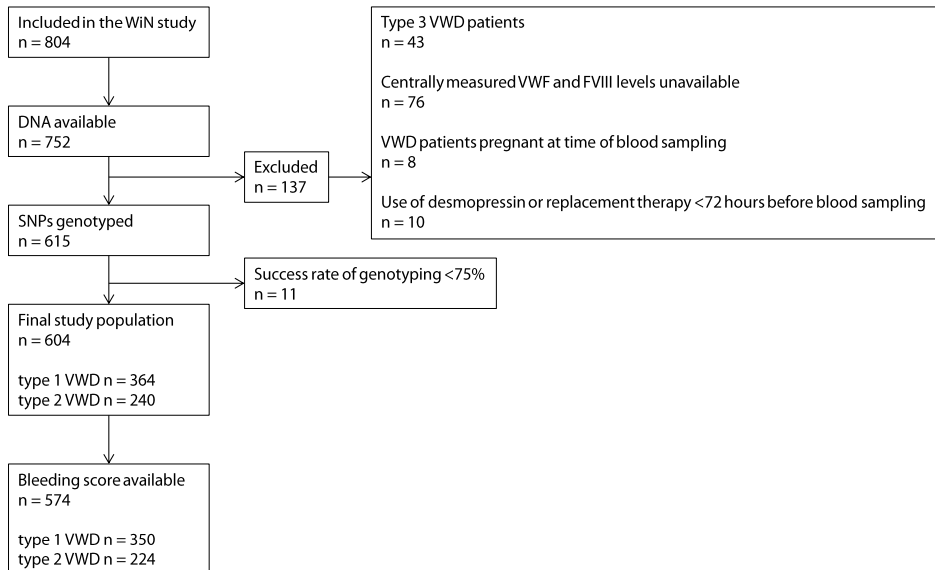 Included in the WiN study
n = 804
DNA available
n = 752
Excluded
n = 137
Type 3 VWD patients
n = 43
Centrally measured VWF and FVIII levels unavailable
n = 76
VWD patients pregnant at time of blood sampling
n = 8
Use of desmopressin or replacement therapy <72 hours before blood sampling
n = 10
SNPs genotyped
n = 615
Success rate of genotyping <75%
n = 11
Final study population
n = 604
type 1 VWD n = 364
type 2 VWD n = 240
Bleeding score available
n = 574
type 1 VWD n = 350
type 2 VWD n = 224